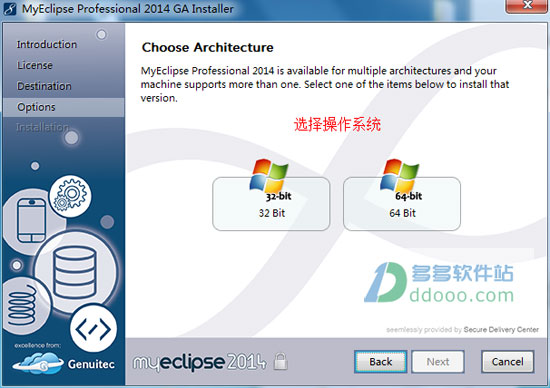 MyEclipse Professional 2014 GA Installer
Introduction
License
Destination
Options
Installation
Choose Architecture
MyEclipse Professional 2014 is available for multiple architectures and your
machine supports more than one. Select one of the items below to install that
version.
选择操作系统
32-bit
32 Bit
64-bit
64 Bit
多多软件站
ddooo.com
seemlessly provided by Secure Delivery Center
excellence from:
Genuitec
myeclipse2014
Back
Next
Cancel